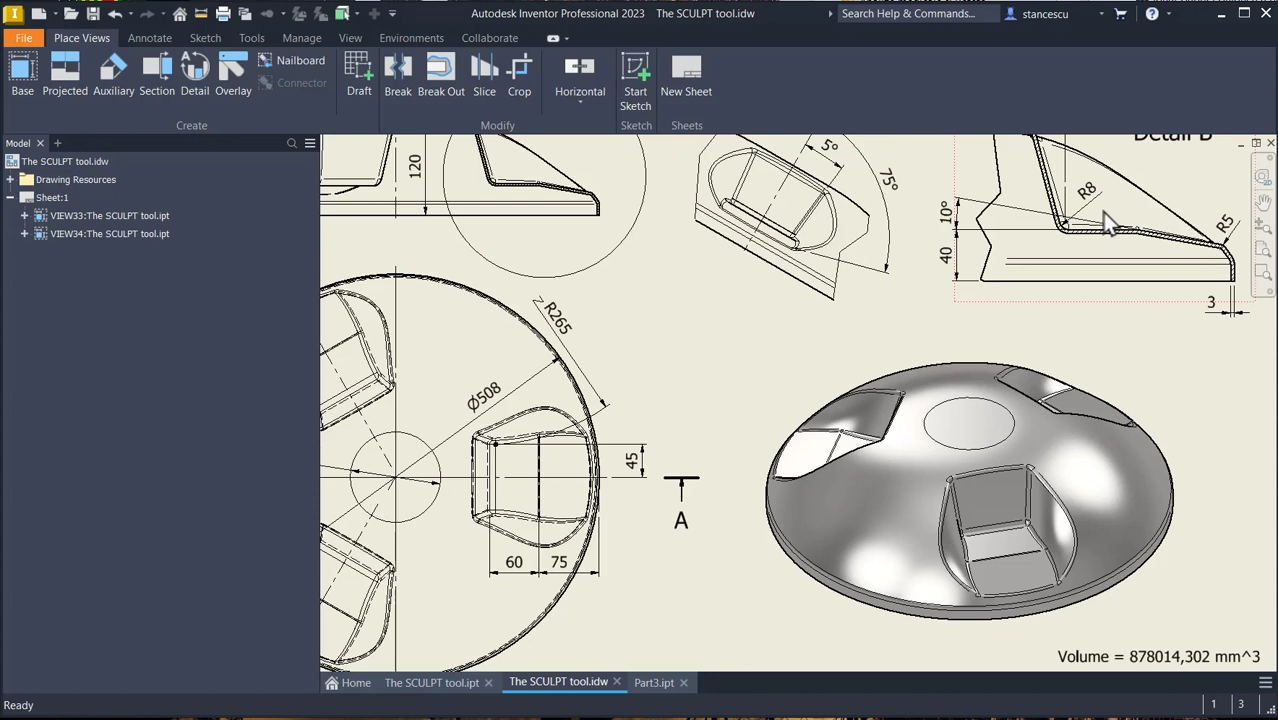 Autodesk Inventor Professional 2023 The SCULPT tool.idw
Search Help & Commands...
stancescu
File Place Views Annotate Sketch Tools Manage View Environments Collaborate
Base Projected Auxiliary Section Detail Overlay
Nailboard
Connector
Draft
Break Break Out Slice Crop
Horizontal
Start
Sketch
New Sheet
Create Modify Sketch Sheets
Model
The SCULPT tool.idw
Drawing Resources
Sheet:1
VIEW33:The SCULPT tool.ipt
VIEW34:The SCULPT tool.ipt
Detail B
120
5°
75°
R8
R5
10°
40
3
R265
Ø508
45
A
60 75
Volume = 878014,302 mm^3
Home The SCULPT tool.ipt The SCULPT tool.idw Part3.ipt
Ready
1 3